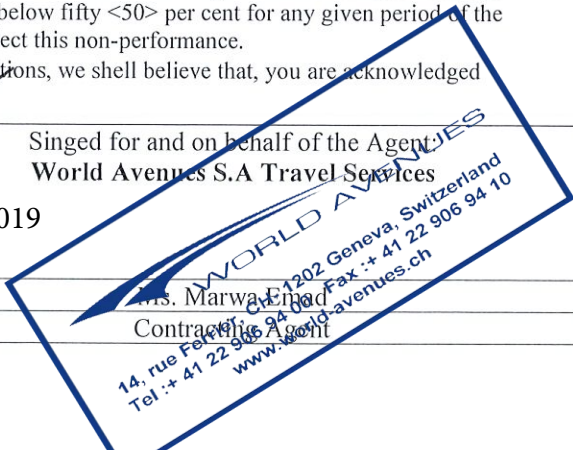 below fifty <50> per cent for any given period of the
ect this non-performance.
tions, we shell believe that, you are acknowledged
Singed for and on behalf of the Agent:
World Avenues S.A Travel Services
019
Ms. Marwa Emad
Contracting Agent
WORLD AVENUES
14, rue Ferrier, CH- 1202 Geneva, Switzerland
Tel :+ 41 22 906 94 00 Fax :+ 41 22 906 94 10
www.world-avenues.ch